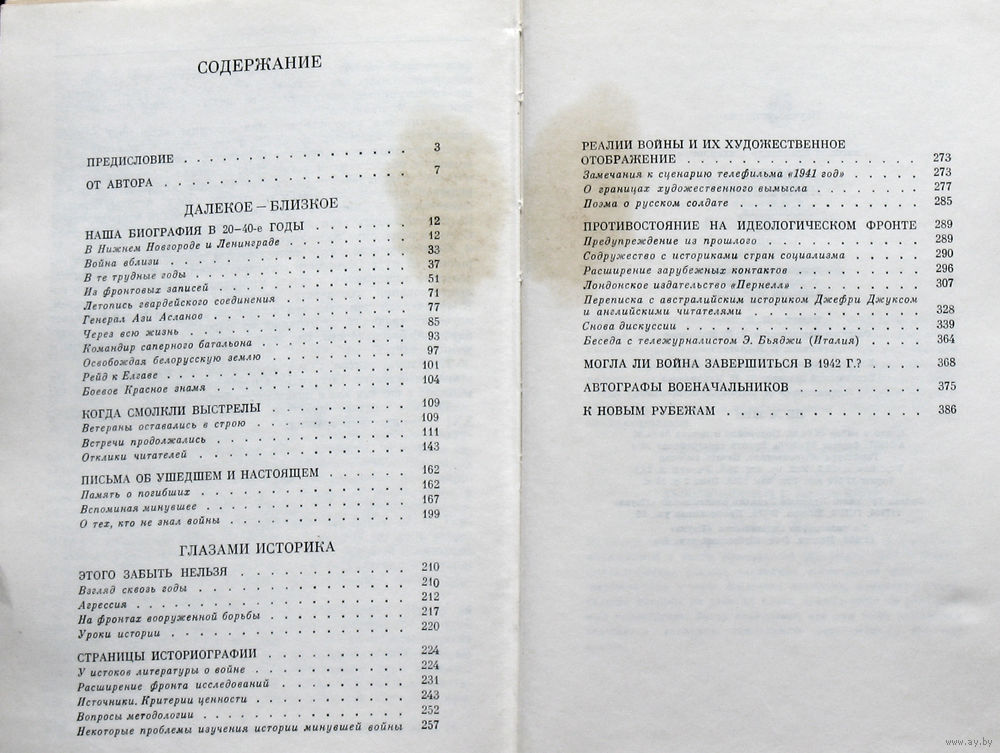 СОДЕРЖАНИЕ
ПРЕДИСЛОВИЕ . . . . . . . . . . . . . . . . 3
ОТ АВТОРА . . . . . . . . . . . . . . . . . 7
ДАЛЕКОЕ — БЛИЗКОЕ
НАША БИОГРАФИЯ В 20—40-е ГОДЫ . . . . . . . 12
В Нижнем Новгороде и Ленинграде . . . . . . . 12
Война вблизи . . . . . . . . . . . . . . . 33
В те трудные годы . . . . . . . . . . . . . 37
Из фронтовых записей . . . . . . . . . . . . 51
Летопись гвардейского соединения . . . . . . . 71
Генерал Ази Асланов . . . . . . . . . . . . 77
Через всю жизнь . . . . . . . . . . . . . . 85
Командир саперного батальона . . . . . . . . 93
Освобождая белорусскую землю . . . . . . . . 97
Рейд к Елгаве . . . . . . . . . . . . . . . 101
Боевое Красное знамя . . . . . . . . . . . . 104
КОГДА СМОЛКЛИ ВЫСТРЕЛЫ . . . . . . . . . . 109
Ветераны оставались в строю . . . . . . . . . 109
Встречи продолжались . . . . . . . . . . . . 111
Отклики читателей . . . . . . . . . . . . . 143
ПИСЬМА ОБ УШЕДШЕМ И НАСТОЯЩЕМ . . . . . . 162
Память о погибших . . . . . . . . . . . . . 162
Вспоминая минувшее . . . . . . . . . . . . . 167
О тех, кто не знал войны . . . . . . . . . . 199
ГЛАЗАМИ ИСТОРИКА
ЭТОГО ЗАБЫТЬ НЕЛЬЗЯ . . . . . . . . . . . . 210
Взгляд сквозь годы . . . . . . . . . . . . . 210
Агрессия . . . . . . . . . . . . . . . . . 212
На фронтах вооруженной борьбы . . . . . . . . 217
Уроки истории . . . . . . . . . . . . . . . 220
СТРАНИЦЫ ИСТОРИОГРАФИИ . . . . . . . . . . 224
У истоков литературы о войне . . . . . . . . . 224
Расширение фронта исследований . . . . . . . . 231
Источники. Критерии ценности . . . . . . . . . 243
Вопросы методологии . . . . . . . . . . . . 252
Некоторые проблемы изучения истории минувшей войны 257
РЕАЛИИ ВОЙНЫ И ИХ ХУДОЖЕСТВЕННОЕ
ОТОБРАЖЕНИЕ . . . . . . . . . . . . . . . . 273
Замечания к сценарию телефильма «1941 год» . . . . 273
О границах художественного вымысла . . . . . . . 277
Поэма о русском солдате . . . . . . . . . . . 285
ПРОТИВОСТОЯНИЕ НА ИДЕОЛОГИЧЕСКОМ ФРОНТЕ 289
Предупреждение из прошлого . . . . . . . . . . 289
Содружество с историками стран социализма . . . . 290
Расширение зарубежных контактов . . . . . . . . 296
Лондонское издательство «Пернелл» . . . . . . . . 307
Переписка с австралийским историком Джефри Джуксом
и английскими читателями . . . . . . . . . . . 328
Снова дискуссии . . . . . . . . . . . . . . 339
Беседа с тележурналистом Э. Бьяджи (Италия) . . . . 364
МОГЛА ЛИ ВОЙНА ЗАВЕРШИТЬСЯ В 1942 Г.? . . . . 368
АВТОГРАФЫ ВОЕНАЧАЛЬНИКОВ . . . . . . . . . 375
К НОВЫМ РУБЕЖАМ . . . . . . . . . . . . . 386
www.ay.by